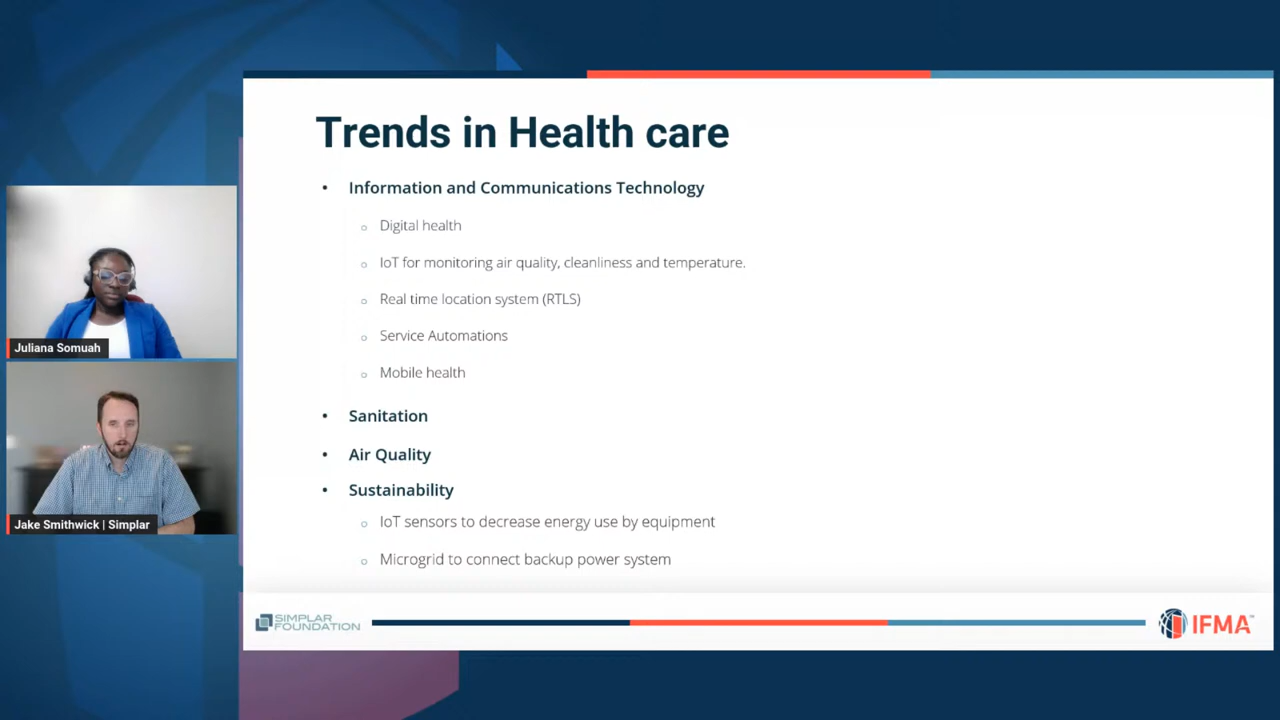 Trends in Health care
• Information and Communications Technology
o Digital health
o IoT for monitoring air quality, cleanliness and temperature.
o Real time location system (RTLS)
o Service Automations
o Mobile health
• Sanitation
• Air Quality
• Sustainability
o IoT sensors to decrease energy use by equipment
o Microgrid to connect backup power system
Juliana Somuah
Jake Smithwick | Simplar
SIMPLAR
FOUNDATION
IFMA™